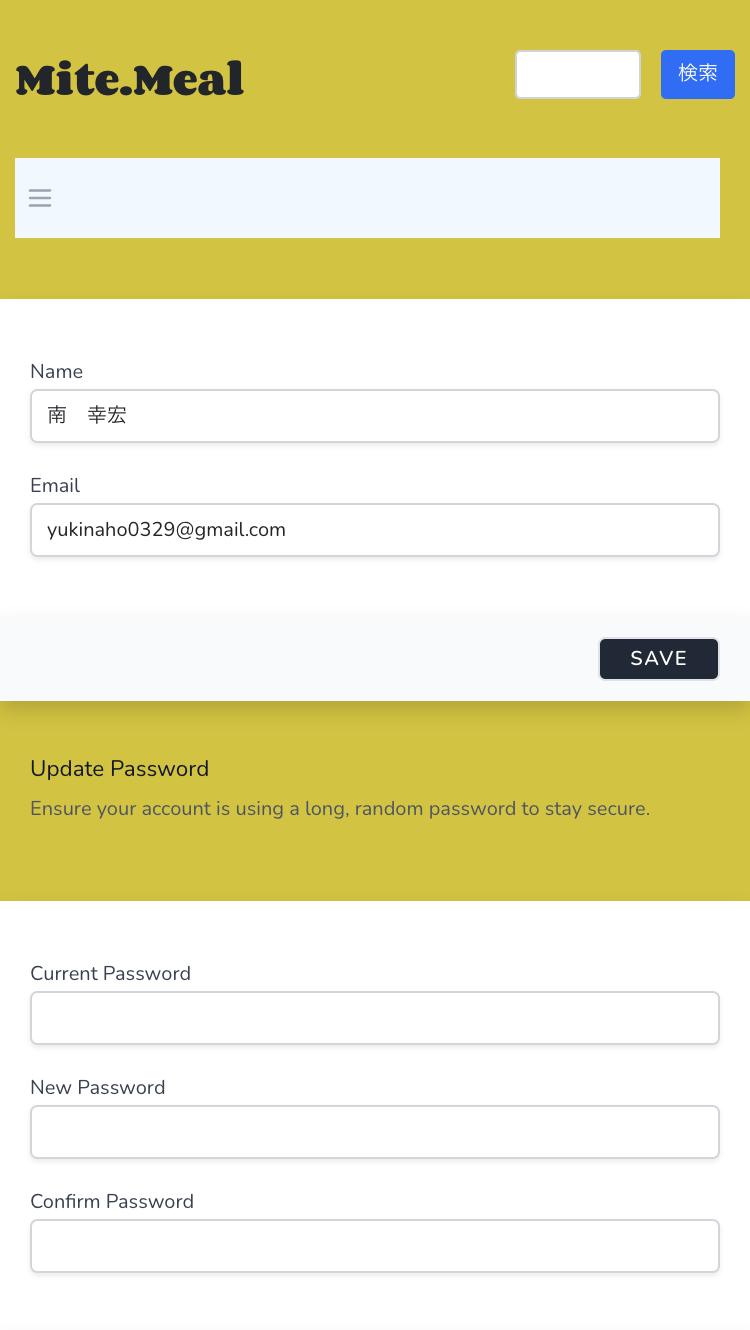 Mite.Meal
検索
Name
南　幸宏
Email
yukinaho0329@gmail.com
SAVE
Update Password
Ensure your account is using a long, random password to stay secure.
Current Password
New Password
Confirm Password